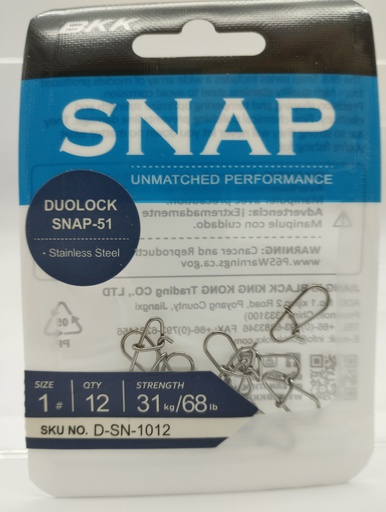 BKK
SNAP
UNMATCHED PERFORMANCE
DUOLOCK
SNAP-51
- Stainless Steel
Advertencia: (Extremadamente
Manipule con cuidado.
WARNING: Cancer and Reproductive
www.P65Warnings.ca.gov
JIANG BLACK KING KONG Trading CO., LTD
SIZE QTY STRENGTH
1# 12 31kg/68lb
SKU NO. D-SN-1012